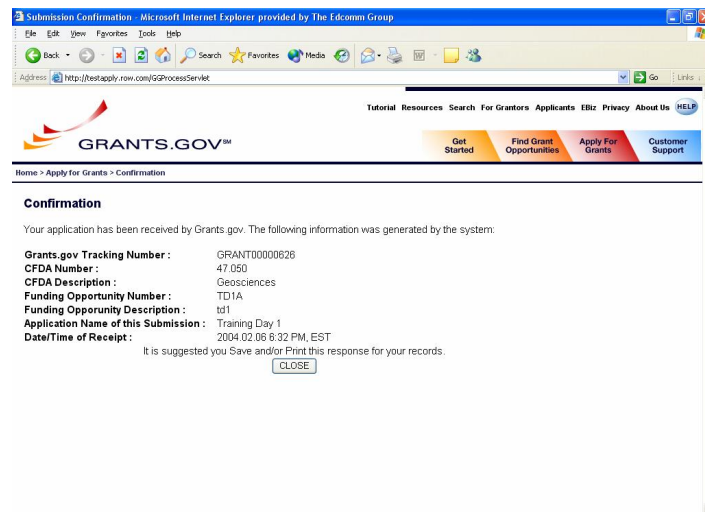 Submission Confirmation - Microsoft Internet Explorer provided by The Edcomm Group
File Edit View Favorites Tools Help
Back Search Favorites Media
Address http://testapply.row.com/GGProcessServlet Go Links
Tutorial Resources Search For Grantors Applicants EBiz Privacy About Us HELP
GRANTS.GOV SM
Get Started Find Grant Opportunities Apply For Grants Customer Support
Home > Apply for Grants > Confirmation
Confirmation
Your application has been received by Grants.gov. The following information was generated by the system:
Grants.gov Tracking Number : GRANT00000626
CFDA Number : 47.050
CFDA Description : Geosciences
Funding Opportunity Number : TD1A
Funding Opporunity Description : td1
Application Name of this Submission : Training Day 1
Date/Time of Receipt : 2004.02.06 6:32 PM, EST
It is suggested you Save and/or Print this response for your records.
CLOSE